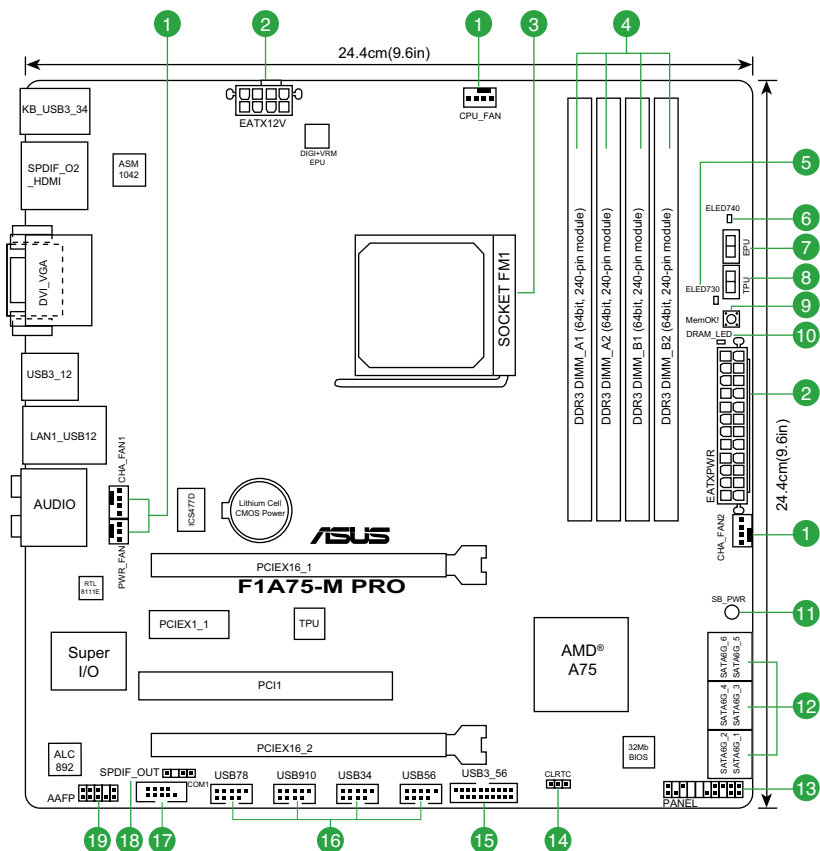 1
2
1
3
4
24.4cm(9.6in)
KB_USB3_34
EATX12V
CPU_FAN
DIGI+VRM
EPU
SPDIF_O2
_HDMI
ASM
1042
5
ELED740
6
EPU
7
TPU
8
ELED730
MemOK!
9
DRAM_LED
10
DVI_VGA
SOCKET FM1
DDR3 DIMM_A1 (64bit, 240-pin module)
DDR3 DIMM_A2 (64bit, 240-pin module)
DDR3 DIMM_B1 (64bit, 240-pin module)
DDR3 DIMM_B2 (64bit, 240-pin module)
USB3_12
2
EATXPWR
24.4cm(9.6in)
LAN1_USB12
CHA_FAN1
AUDIO
ICS477D
Lithium Cell
CMOS Power
PWR_FAN
CHA_FAN2
1
ASUS
PCIEX16_1
F1A75-M PRO
RTL
8111E
SB_PWR
11
PCIEX1_1
TPU
Super
I/O
AMD®
A75
SATA6G_6
SATA6G_5
PCI1
SATA6G_4
SATA6G_3
12
PCIEX16_2
SATA6G_2
SATA6G_1
ALC
892
32Mb
BIOS
SPDIF_OUT
COM1
USB78
USB910
USB34
USB56
USB3_56
CLRTC
AAFP
PANEL
13
19
18
17
16
15
14